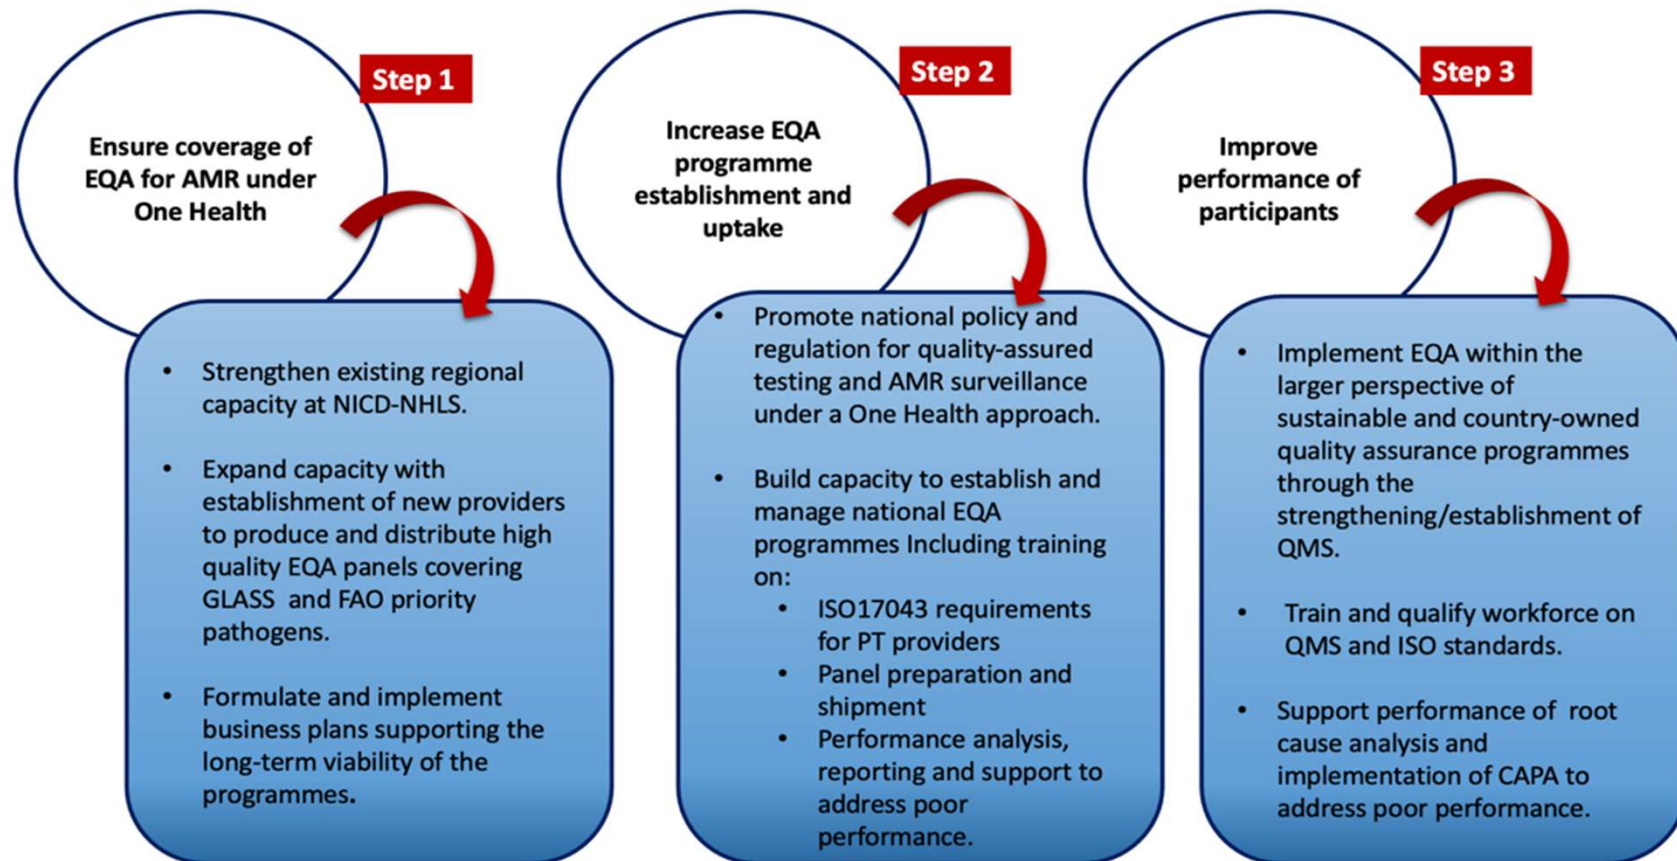 Step 1
Ensure coverage of
EQA for AMR under
One Health
• Strengthen existing regional
capacity at NICD-NHLS.
• Expand capacity with
establishment of new providers
to produce and distribute high
quality EQA panels covering
GLASS and FAO priority
pathogens.
• Formulate and implement
business plans supporting the
long-term viability of the
programmes.
Step 2
Increase EQA
programme
establishment and
uptake
• Promote national policy and
regulation for quality-assured
testing and AMR surveillance
under a One Health approach.
• Build capacity to establish and
manage national EQA
programmes Including training
on:
• ISO17043 requirements
for PT providers
• Panel preparation and
shipment
• Performance analysis,
reporting and support to
address poor
performance.
Step 3
Improve
performance of
participants
• Implement EQA within the
larger perspective of
sustainable and country-owned
quality assurance programmes
through the
strengthening/establishment of
QMS.
• Train and qualify workforce on
QMS and ISO standards.
• Support performance of root
cause analysis and
implementation of CAPA to
address poor performance.